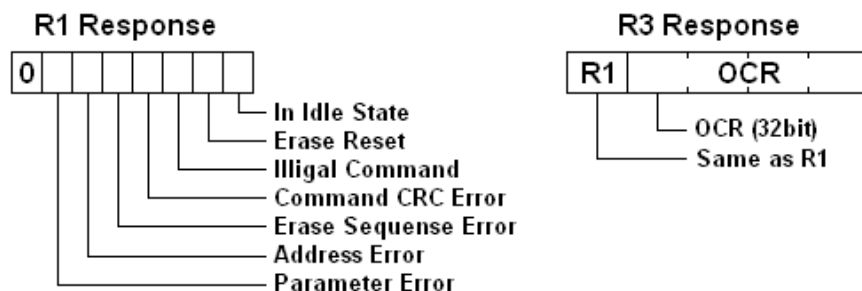 R1 Response
0
In Idle State
Erase Reset
Illigal Command
Command CRC Error
Erase Sequense Error
Address Error
Parameter Error
R3 Response
R1 OCR
OCR (32bit)
Same as R1